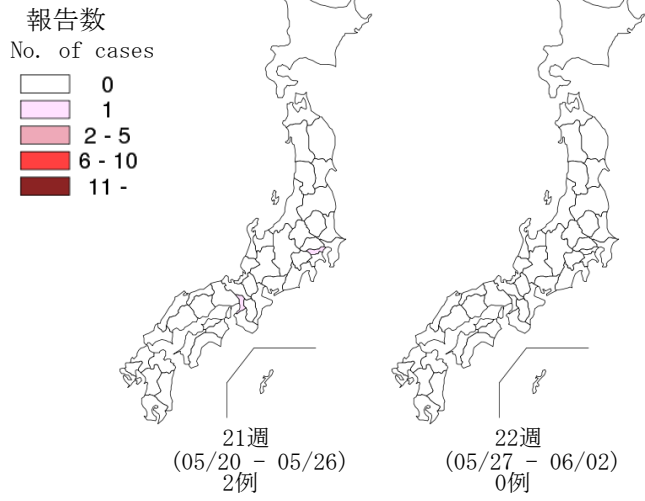 報告数
No. of cases
0
1
2 - 5
6 - 10
11 -
21週
(05/20 - 05/26)
2例
22週
(05/27 - 06/02)
0例